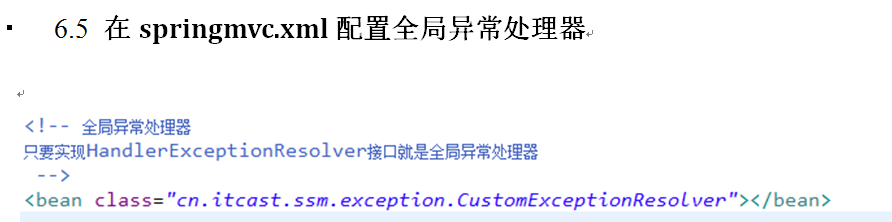 ▪ 6.5 在 springmvc.xml 配置全局异常处理器↵
↵
<!-- 全局异常处理器
只要实现HandlerExceptionResolver接口就是全局异常处理器
-->
<bean class="cn.itcast.ssm.exception.CustomExceptionResolver"></bean>